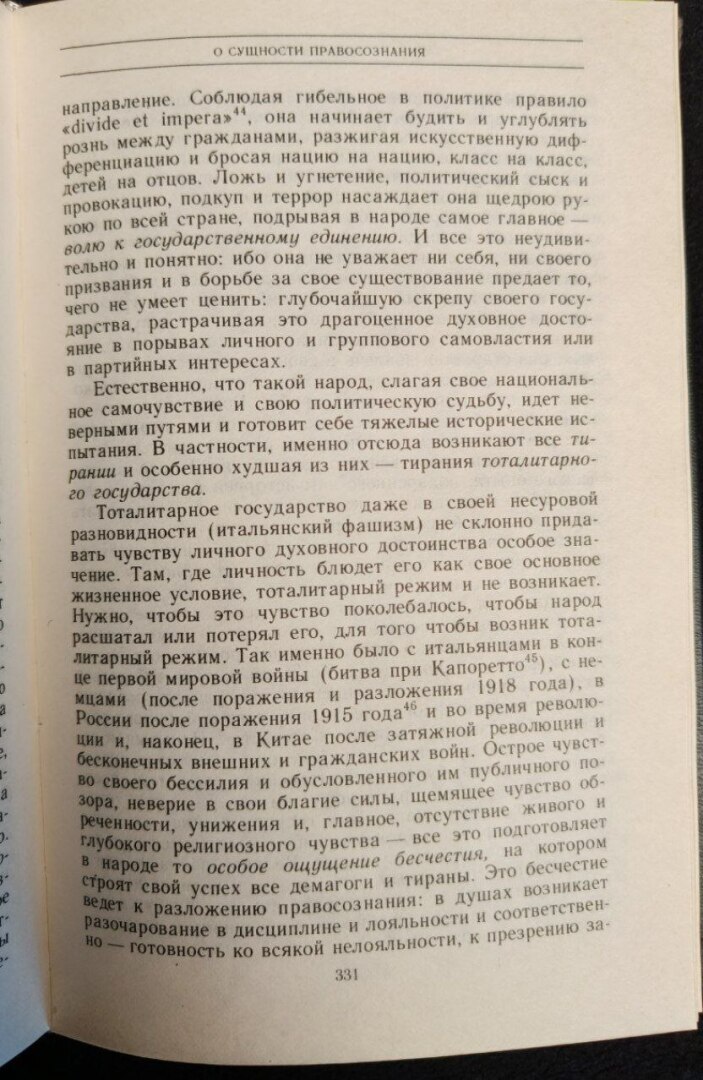 О СУЩНОСТИ ПРАВОСОЗНАНИЯ
направление. Соблюдая гибельное в политике правило
«divide et impera»44, она начинает будить и углублять
рознь между гражданами, разжигая искусственную диф-
ференциацию и бросая нацию на нацию, класс на класс,
детей на отцов. Ложь и угнетение, политический сыск и
провокацию, подкуп и террор насаждает она щедрою ру-
кою по всей стране, подрывая в народе самое главное —
волю к государственному единению. И все это неудиви-
тельно и понятно: ибо она не уважает ни себя, ни своего
призвания и в борьбе за свое существование предает то,
чего не умеет ценить: глубочайшую скрепу своего госу-
дарства, растрачивая это драгоценное духовное досто-
яние в порывах личного и группового самовластия или
в партийных интересах.
Естественно, что такой народ, слагая свое националь-
ное самочувствие и свою политическую судьбу, идет не-
верными путями и готовит себе тяжелые исторические ис-
пытания. В частности, именно отсюда возникают все ти-
рании и особенно худшая из них — тирания тоталитарно-
го государства.
Тоталитарное государство даже в своей несуровой
разновидности (итальянский фашизм) не склонно прида-
вать чувству личного духовного достоинства особое зна-
чение. Там, где личность блюдет его как свое основное
жизненное условие, тоталитарный режим и не возникает.
Нужно, чтобы это чувство поколебалось, чтобы народ
расшатал или потерял его, для того чтобы возник тота-
литарный режим. Так именно было с итальянцами в кон-
це первой мировой войны (битва при Капоретто45), с не-
мцами (после поражения и разложения 1918 года), в
России после поражения 1915 года46 и во время револю-
ции и, наконец, в Китае после затяжной революции и
бесконечных внешних и гражданских войн. Острое чувст-
во своего бессилия и обусловленного им публичного по-
зора, неверие в свои благие силы, щемящее чувство об-
реченности, унижения и, главное, отсутствие живого и
глубокого религиозного чувства — все это подготовляет
в народе то особое ощущение бесчестия, на котором
строят свой успех все демагоги и тираны. Это бесчестие
ведет к разложению правосознания: в душах возникает
разочарование в дисциплине и лояльности и соответствен-
но — готовность ко всякой нелояльности, к презрению за-
331